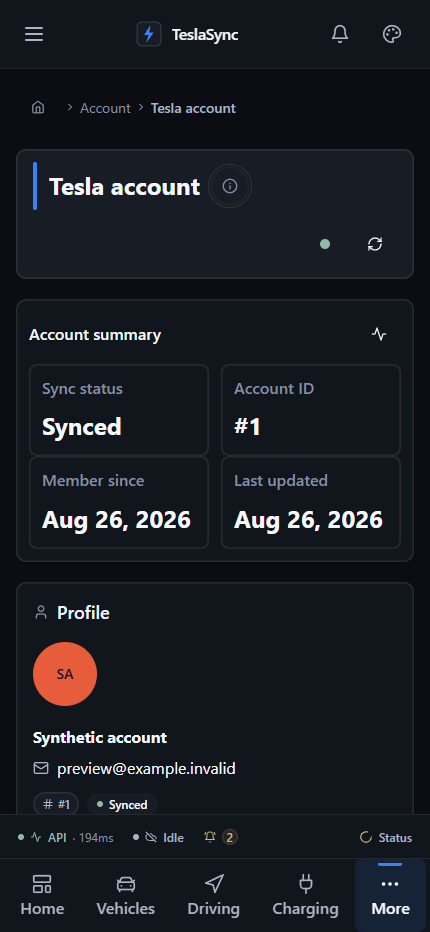 TeslaSync
Account Tesla account
Tesla account
Account summary
Sync status
Synced
Account ID
#1
Member since
Aug 26, 2026
Last updated
Aug 26, 2026
Profile
SA
Synthetic account
preview@example.invalid
# #1 Synced
API · 194ms Idle 2 Status
Home Vehicles Driving Charging More